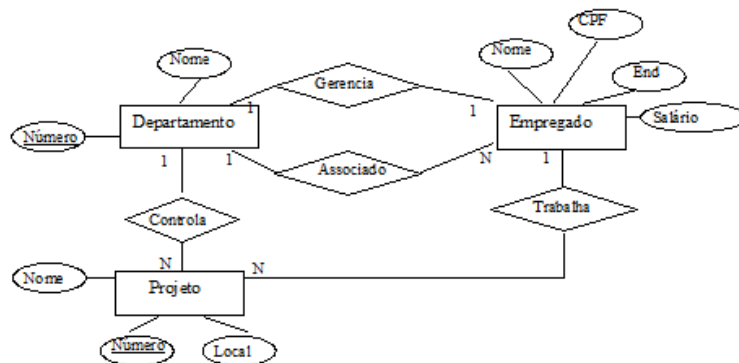 CPF
Nome
Nome
Gerencia
End
1
1
Número
Departamento
Empregado
Salário
1
1
Associado
N
1
Controla
Trabalha
N
N
Nome
Projeto
Número
Local